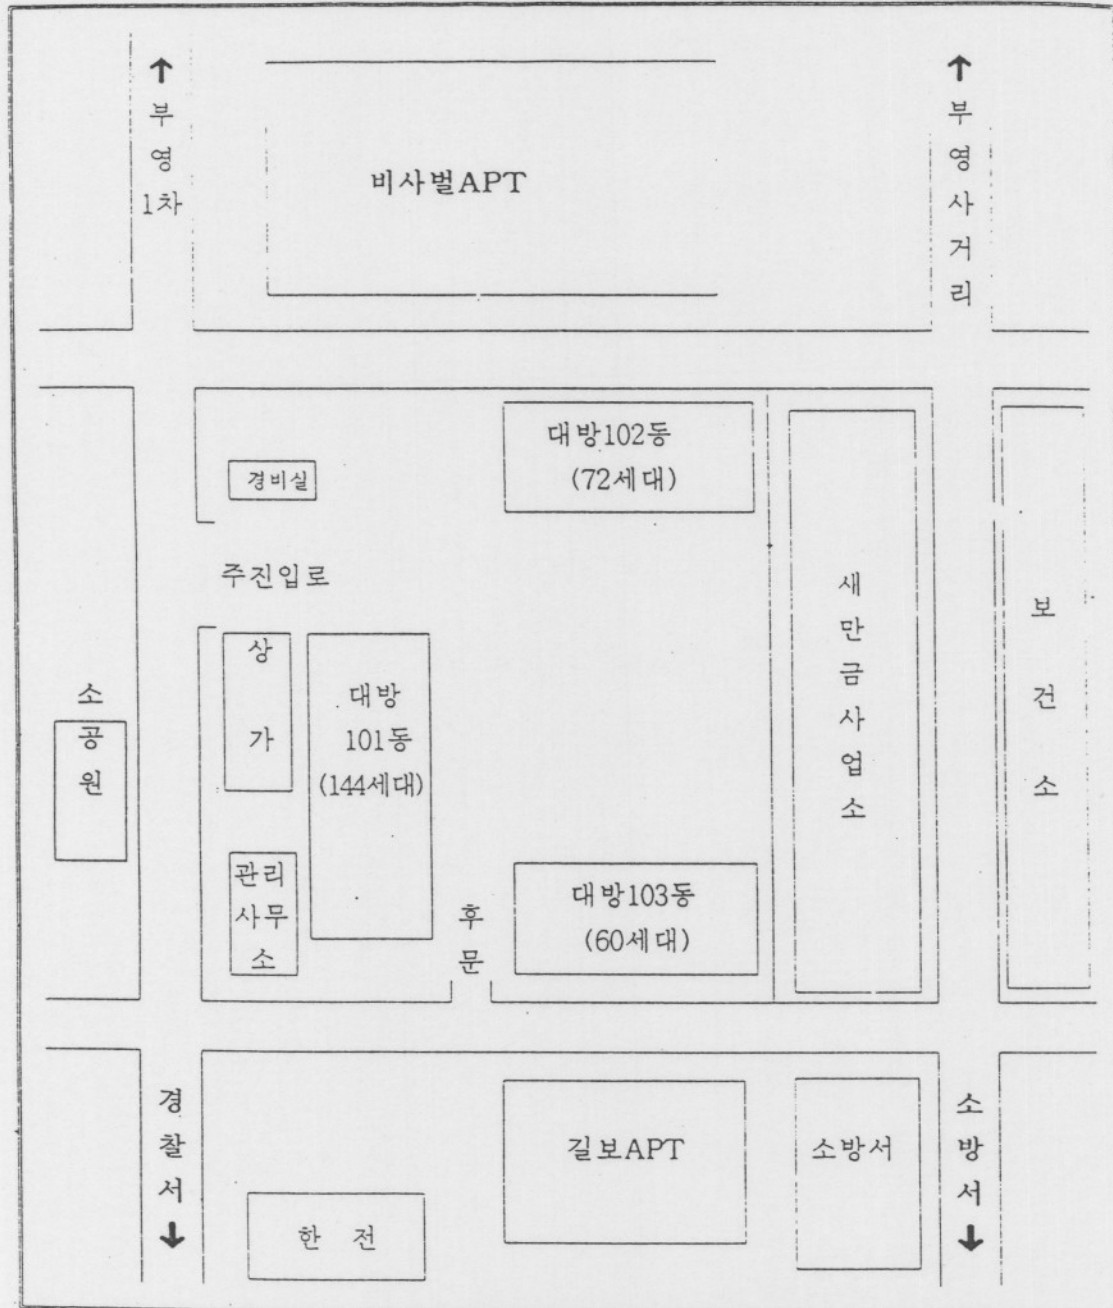 ↑부영1차
↑부영사거리
비사벌APT
대방102동
(72세대)
경비실
주진입로
상가
대방
101동
(144세대)
소공원
새만금사업소
보건소
관리
사무
소
후문
대방103동
(60세대)
경찰서↓
길보APT
소방서
소방서↓
한 전